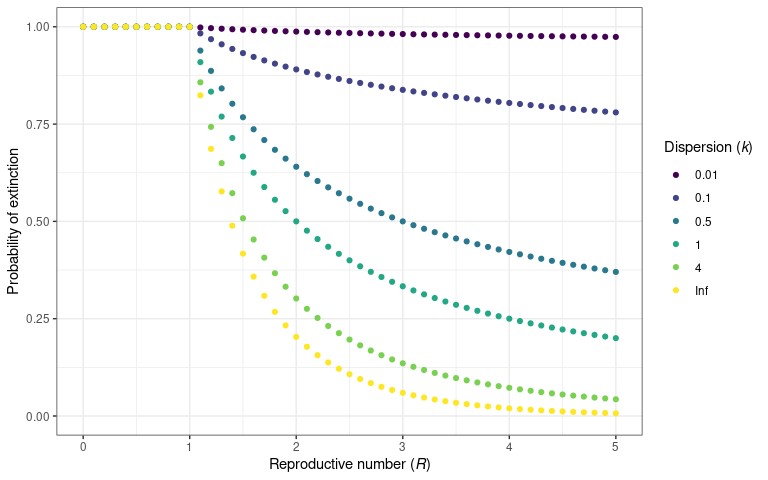 1.00
0.75
0.50
0.25
0.00
Probability of extinction
0 1 2 3 4 5
Reproductive number (R)
Dispersion (k)
0.01
0.1
0.5
1
4
Inf